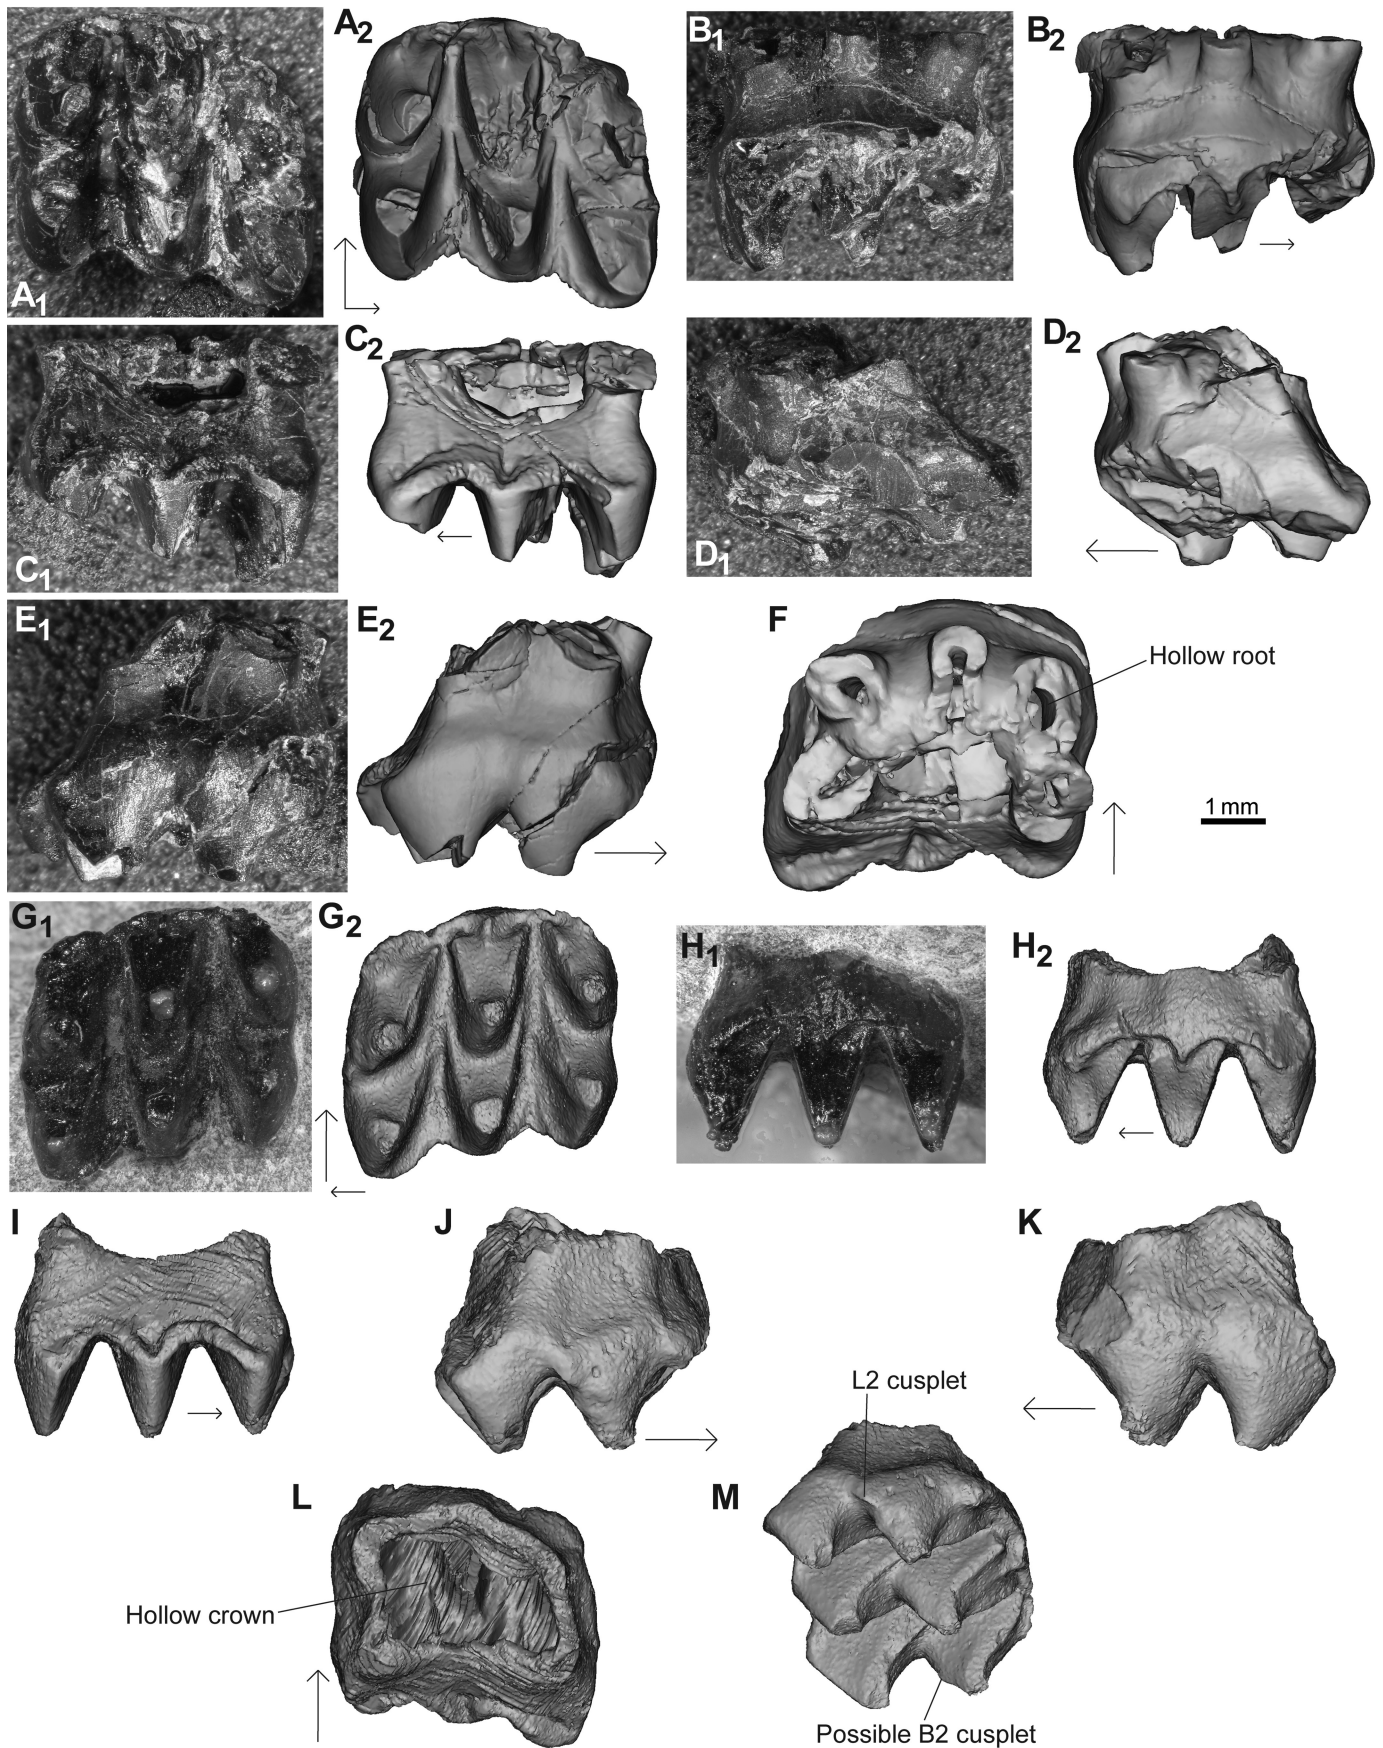 A1
A2
B1
B2
C1
C2
D1
D2
E1
E2
F
Hollow root
1 mm
G1
G2
H1
H2
I
J
K
L2 cusplet
L
M
Hollow crown
Possible B2 cusplet